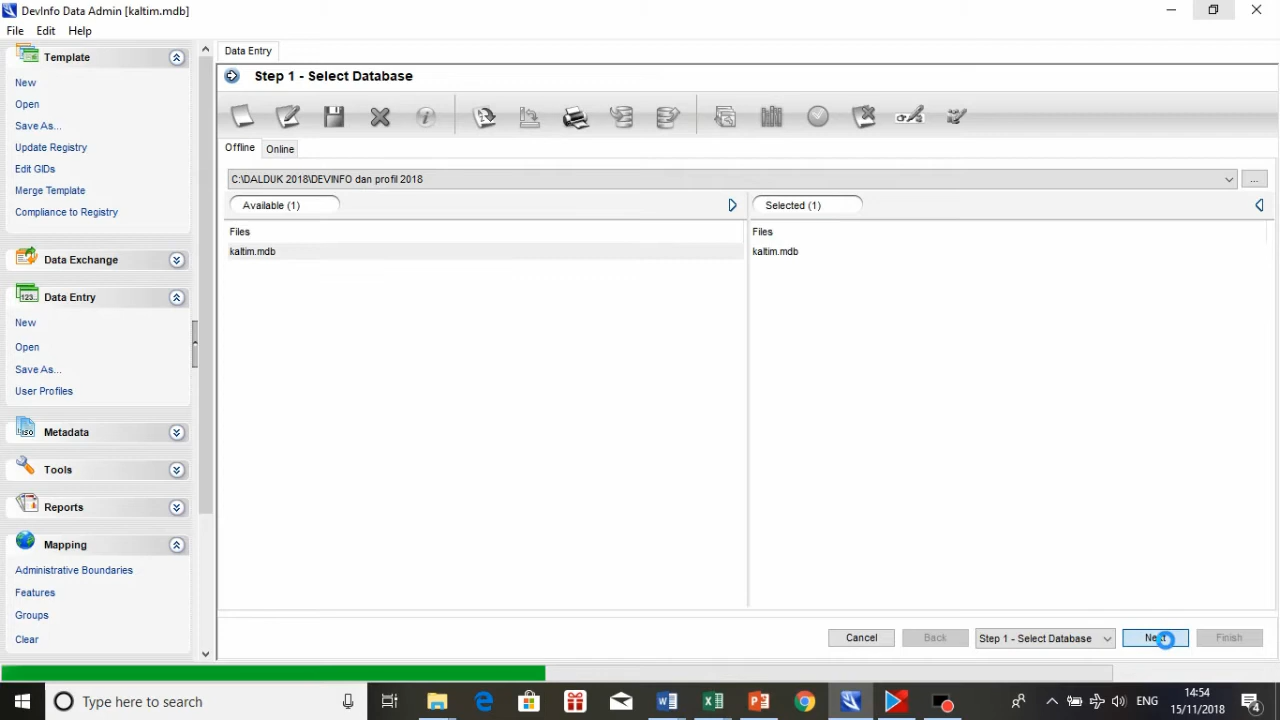 DevInfo Data Admin [kaltim.mdb]
File Edit Help
Template
New
Open
Save As...
Update Registry
Edit GIDs
Merge Template
Compliance to Registry
Data Exchange
Data Entry
New
Open
Save As...
User Profiles
Metadata
Tools
Reports
Mapping
Administrative Boundaries
Features
Groups
Clear
Data Entry
Step 1 - Select Database
Offline Online
C:\DALDUK 2018\DEVINFO dan profil 2018
...
Available (1)
Files
kaltim.mdb
Selected (1)
Files
kaltim.mdb
Cancel Back Step 1 - Select Database Finish
Type here to search
ENG
14:54
15/11/2018
4